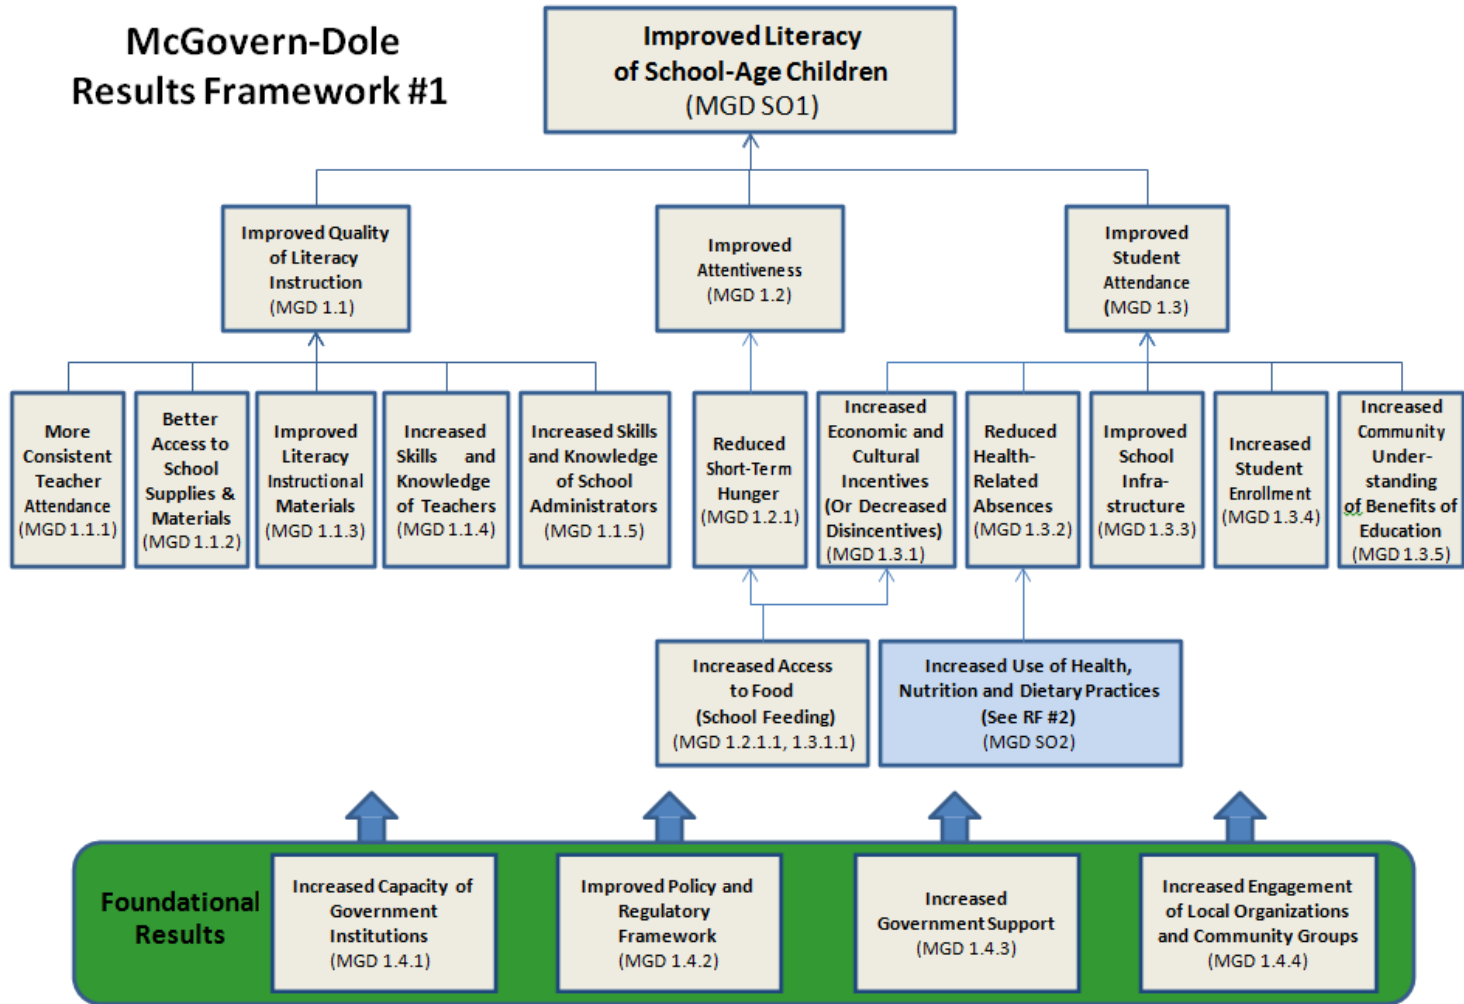 McGovern-Dole
Results Framework #1
Improved Literacy
of School-Age Children
(MGD SO1)
Improved Quality
of Literacy
Instruction
(MGD 1.1)
Improved
Attentiveness
(MGD 1.2)
Improved
Student
Attendance
(MGD 1.3)
More
Consistent
Teacher
Attendance
(MGD 1.1.1)
Better
Access to
School
Supplies &
Materials
(MGD 1.1.2)
Improved
Literacy
Instructional
Materials
(MGD 1.1.3)
Increased
Skills and
Knowledge
of Teachers
(MGD 1.1.4)
Increased Skills
and Knowledge
of School
Administrators
(MGD 1.1.5)
Reduced
Short-Term
Hunger
(MGD 1.2.1)
Increased
Economic and
Cultural
Incentives
(Or Decreased
Disincentives)
(MGD 1.3.1)
Reduced
Health-
Related
Absences
(MGD 1.3.2)
Improved
School
Infra-
structure
(MGD 1.3.3)
Increased
Student
Enrollment
(MGD 1.3.4)
Increased
Community
Under-
standing
of Benefits of
Education
(MGD 1.3.5)
Increased Access
to Food
(School Feeding)
(MGD 1.2.1.1, 1.3.1.1)
Increased Use of Health,
Nutrition and Dietary Practices
(See RF #2)
(MGD SO2)
Foundational
Results
Increased Capacity of
Government
Institutions
(MGD 1.4.1)
Improved Policy and
Regulatory
Framework
(MGD 1.4.2)
Increased
Government Support
(MGD 1.4.3)
Increased Engagement
of Local Organizations
and Community Groups
(MGD 1.4.4)